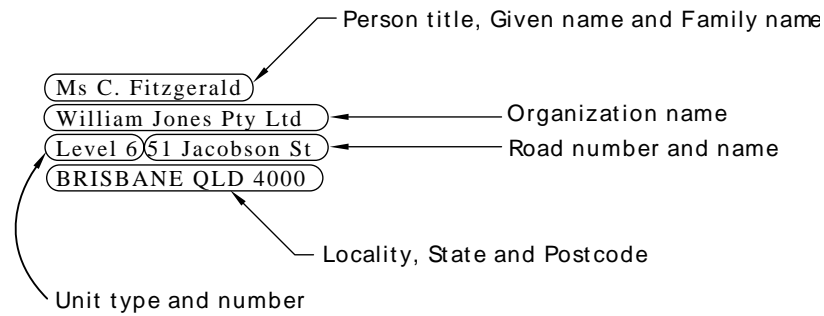 Person title, Given name and Family name
Ms C. Fitzgerald
William Jones Pty Ltd
Organization name
Level 6 51 Jacobson St
Road number and name
BRISBANE QLD 4000
Locality, State and Postcode
Unit type and number